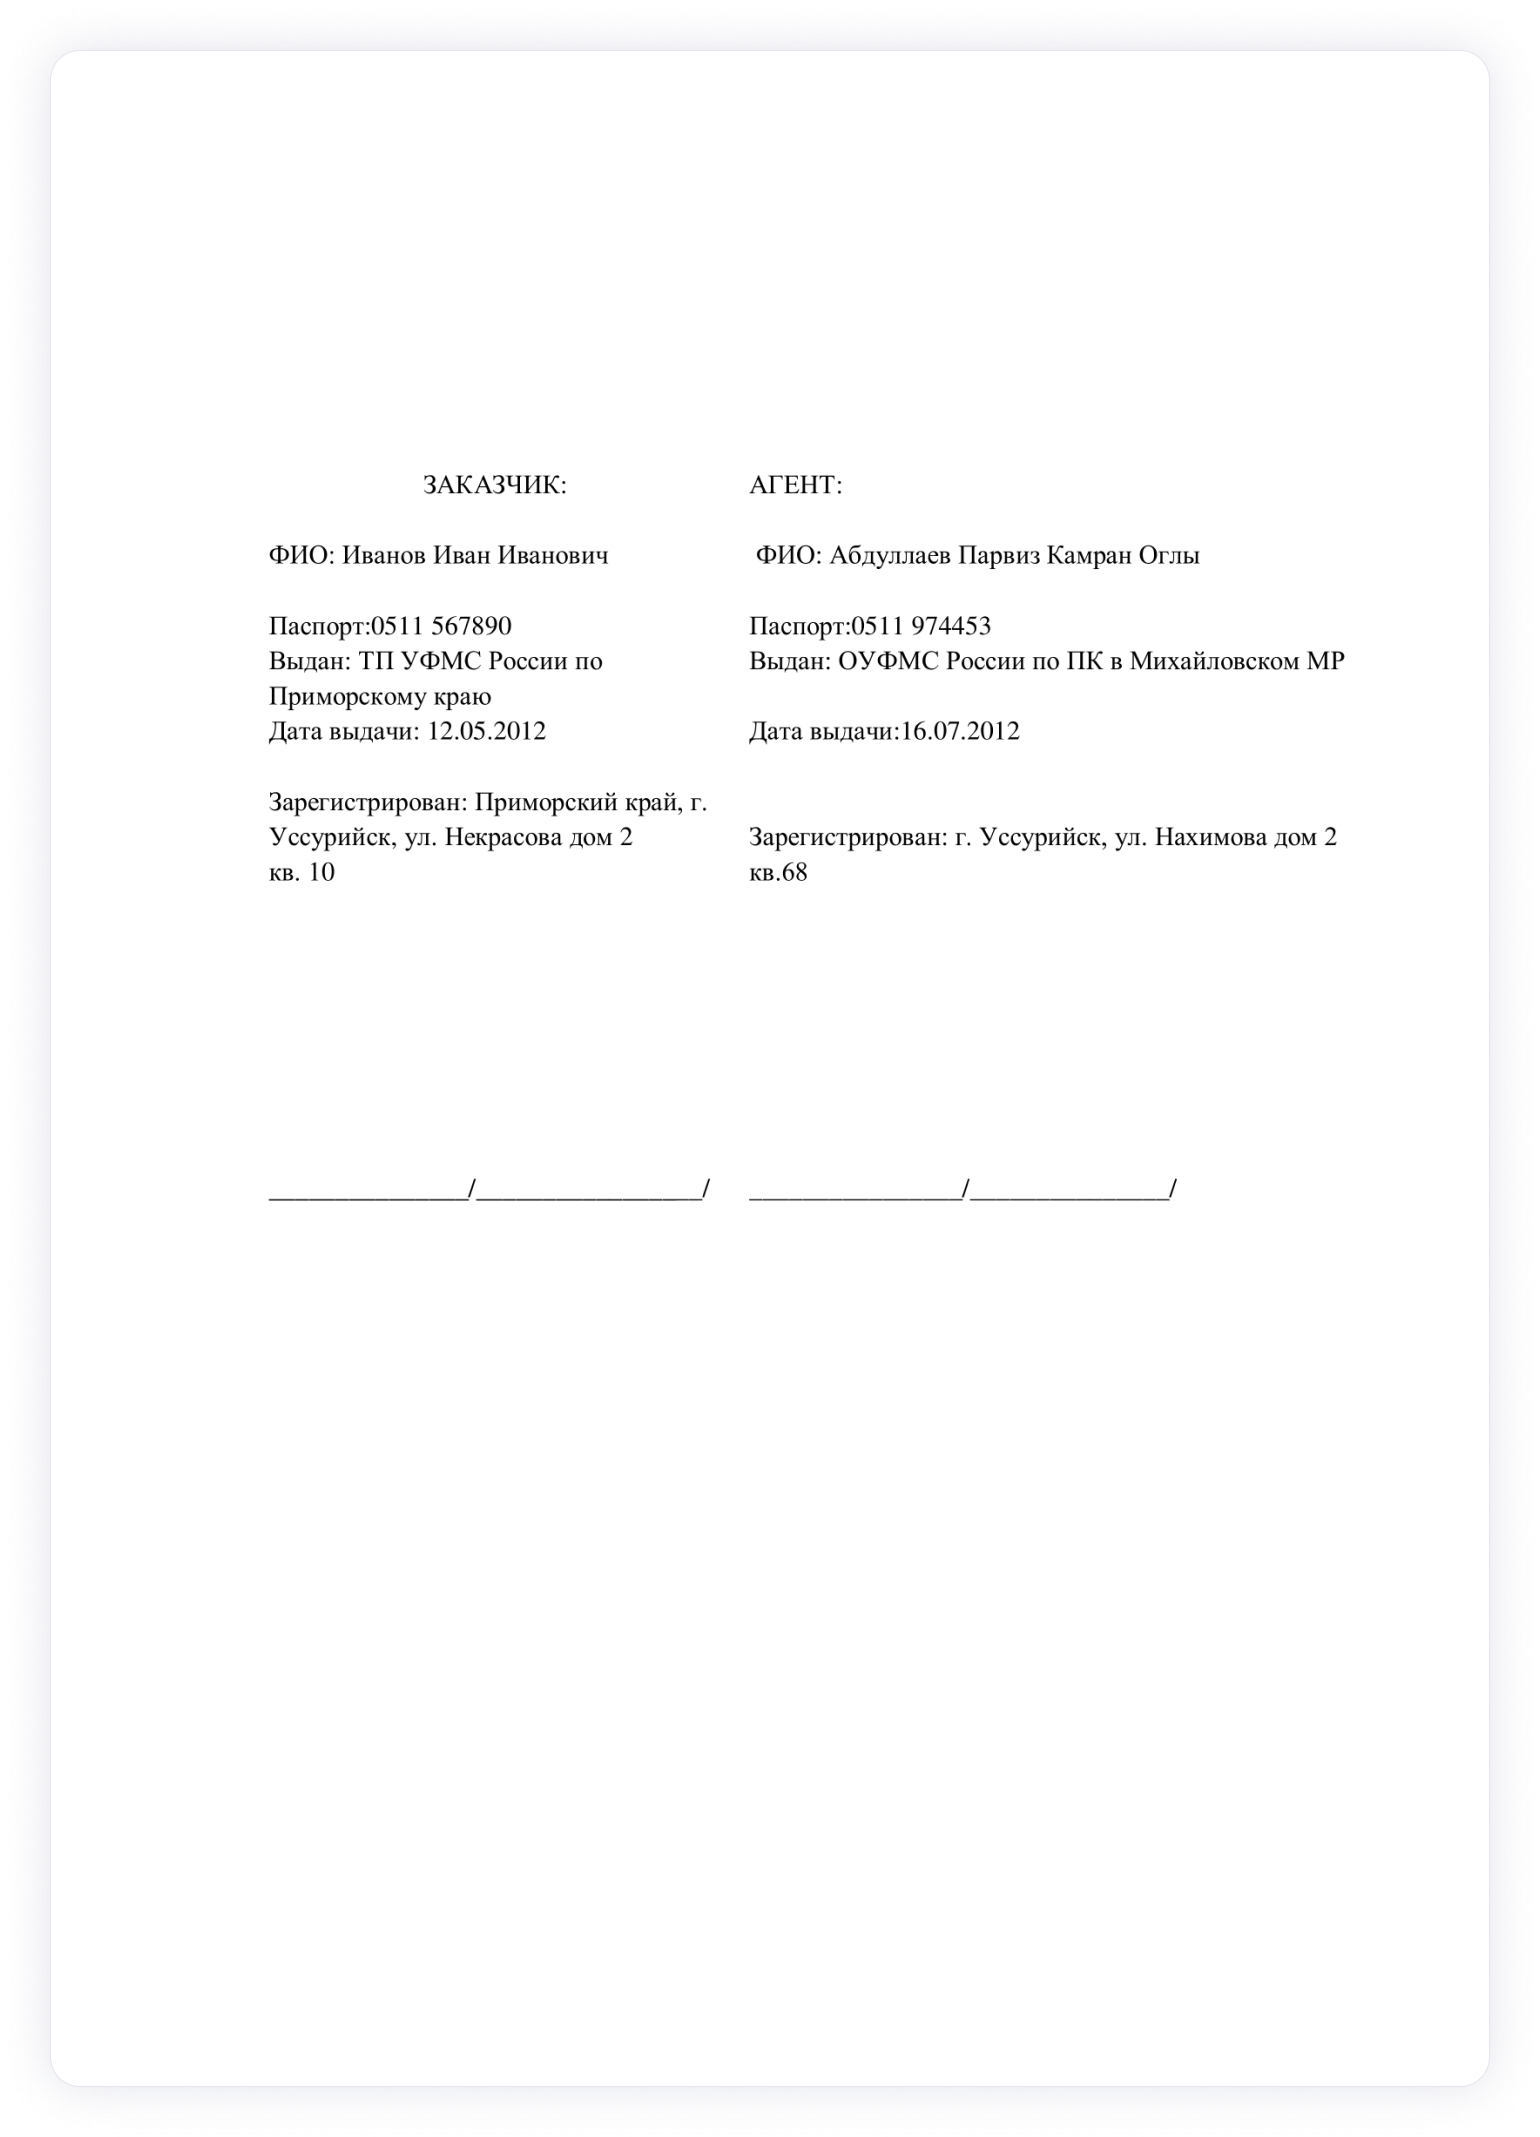 ЗАКАЗЧИК:
ФИО: Иванов Иван Иванович
Паспорт:0511 567890
Выдан: ТП УФМС России по
Приморскому краю
Дата выдачи: 12.05.2012
Зарегистрирован: Приморский край, г.
Уссурийск, ул. Некрасова дом 2
кв. 10
_______________/_________________/
АГЕНТ:
ФИО: Абдуллаев Парвиз Камран Оглы
Паспорт:0511 974453
Выдан: ОУФМС России по ПК в Михайловском МР
Дата выдачи:16.07.2012
Зарегистрирован: г. Уссурийск, ул. Нахимова дом 2
кв.68
________________/_______________/